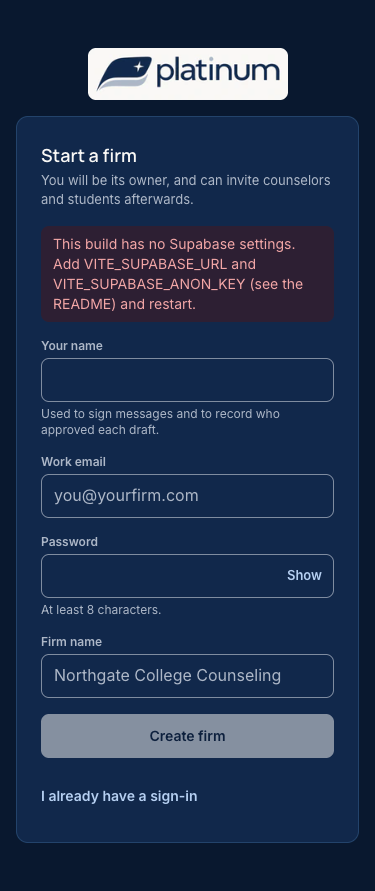 platinum
Start a firm
You will be its owner, and can invite counselors
and students afterwards.
This build has no Supabase settings.
Add VITE_SUPABASE_URL and
VITE_SUPABASE_ANON_KEY (see the
README) and restart.
Your name
Used to sign messages and to record who
approved each draft.
Work email
you@yourfirm.com
Password
Show
At least 8 characters.
Firm name
Northgate College Counseling
Create firm
I already have a sign-in